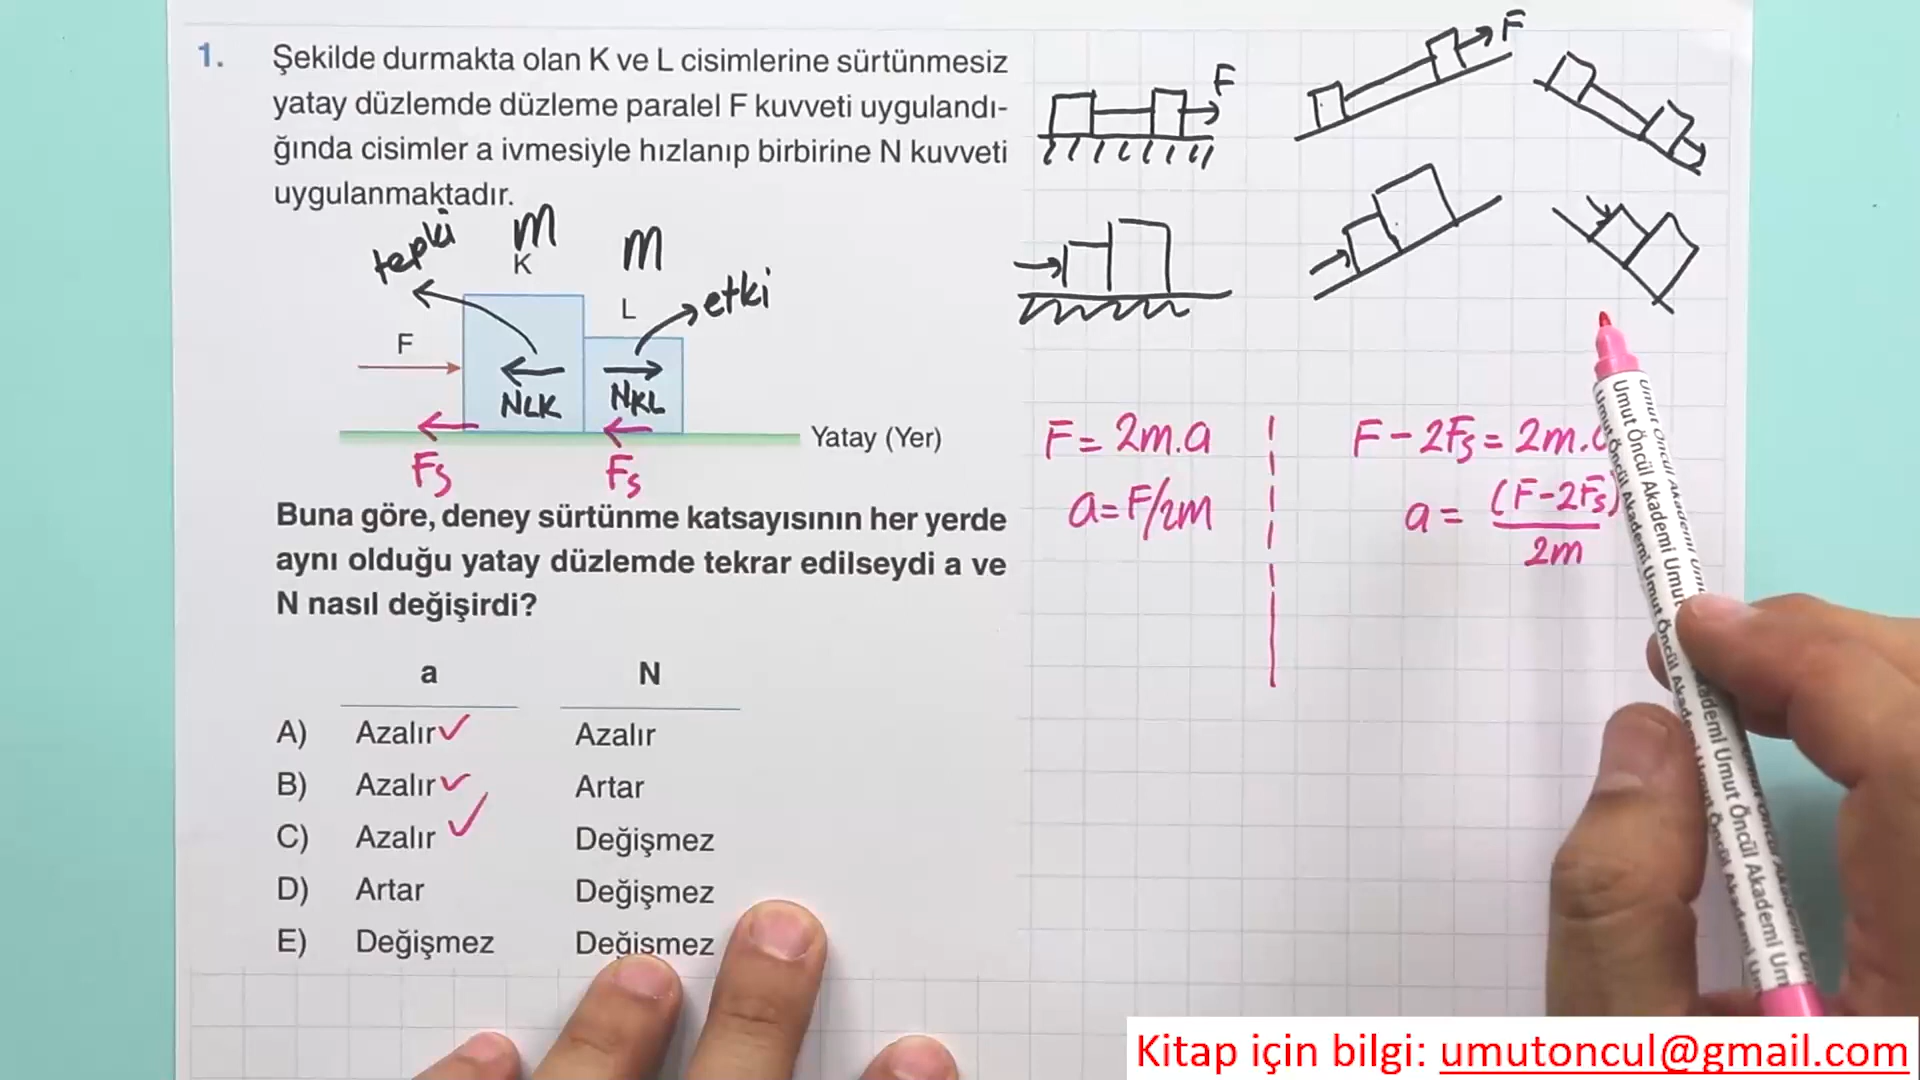 1. Şekilde durmakta olan K ve L cisimlerine sürtünmesiz
yatay düzlemde düzleme paralel F kuvveti uygulandı-
ğında cisimler a ivmesiyle hızlanıp birbirine N kuvveti
uygulanmaktadır.
tepki
m
K
m
L
etki
F
NLK
NKL
Yatay (Yer)
Fs
Fs
Buna göre, deney sürtünme katsayısının her yerde
aynı olduğu yatay düzlemde tekrar edilseydi a ve
N nasıl değişirdi?
a N
A) Azalır Azalır
B) Azalır Artar
C) Azalır Değişmez
D) Artar Değişmez
E) Değişmez Değişmez
F
F
F = 2m.a
a = F/2m
F - 2Fs = 2m.
a = (F-2Fs)
2m
Umut Öncül Akademi Umut Öncül Akademi
Kitap için bilgi: umutoncul@gmail.com